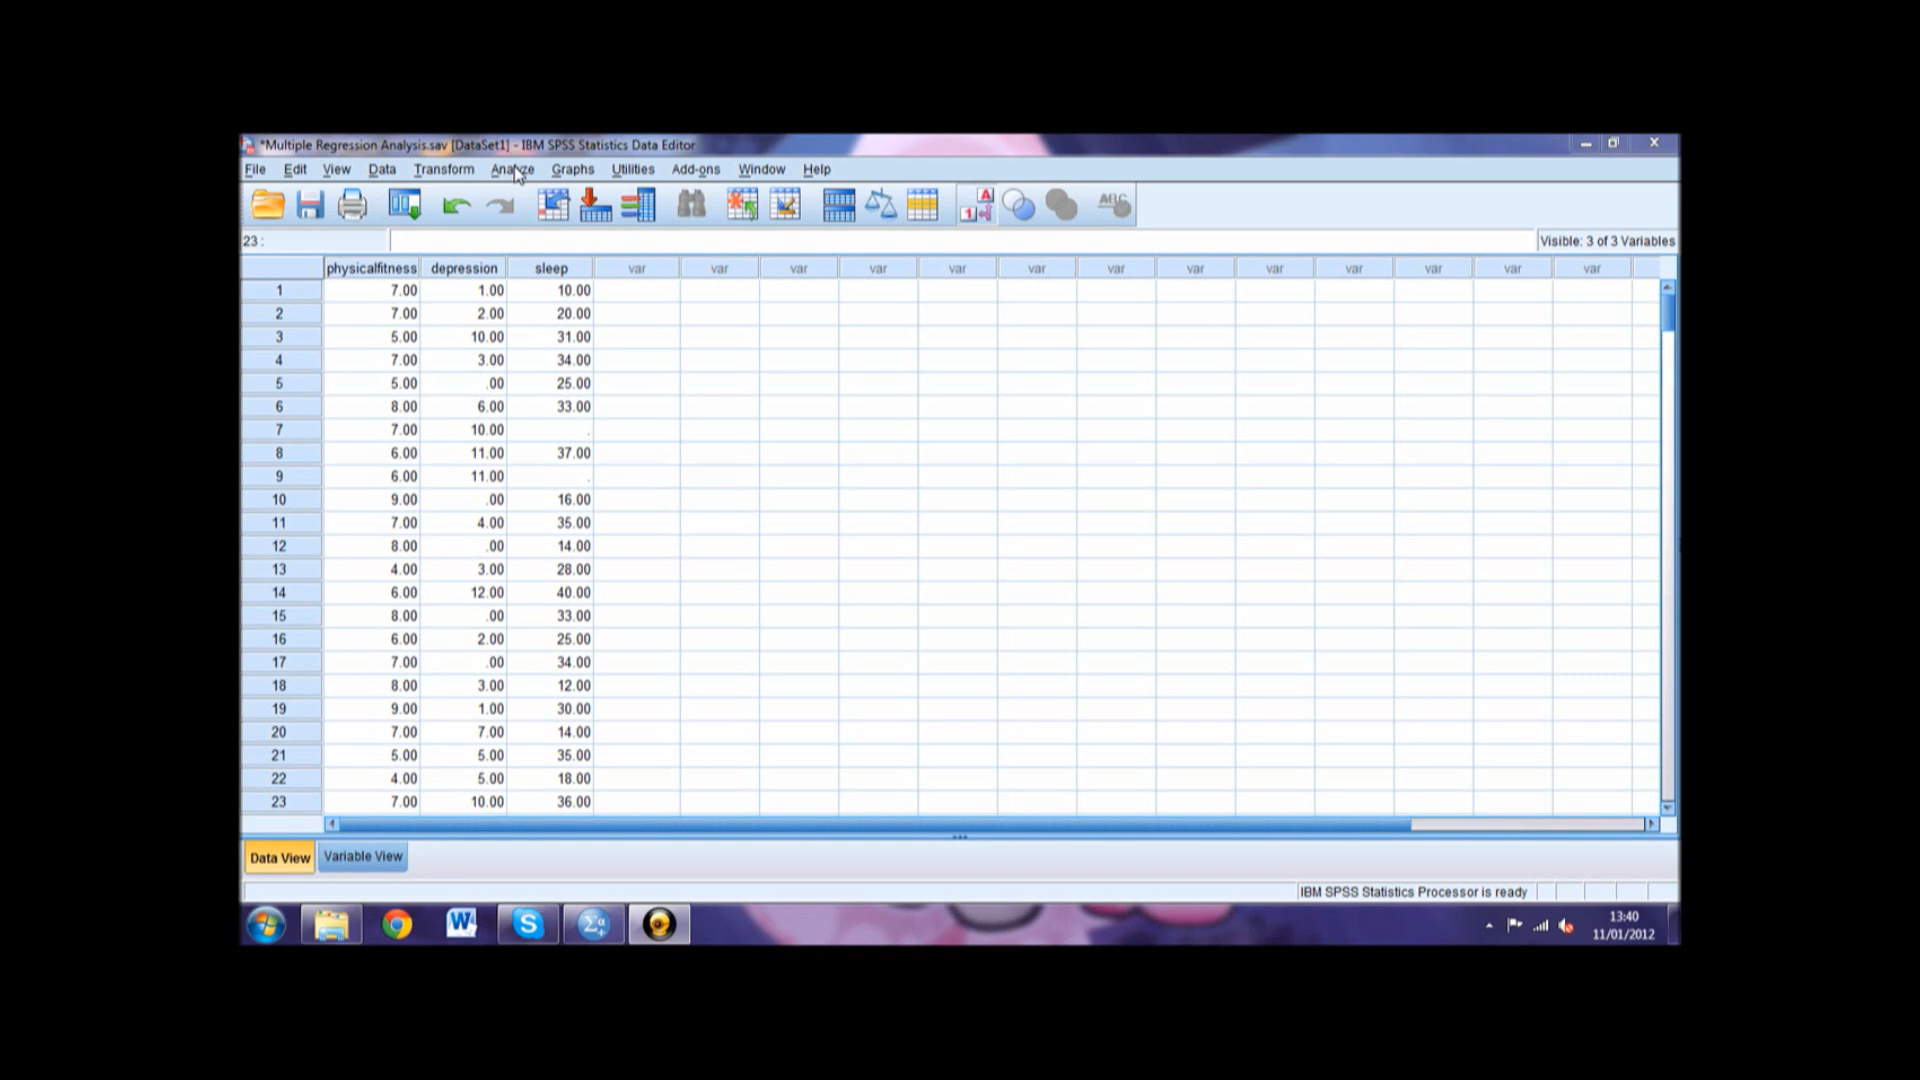 *Multiple Regression Analysis.sav [DataSet1] - IBM SPSS Statistics Data Editor
File Edit View Data Transform Analyze Graphs Utilities Add-ons Window Help
23 : Visible: 3 of 3 Variables
physicalfitness depression sleep var var var var var var var var var var var var var
1 7.00 1.00 10.00
2 7.00 2.00 20.00
3 5.00 10.00 31.00
4 7.00 3.00 34.00
5 5.00 .00 25.00
6 8.00 6.00 33.00
7 7.00 10.00 .
8 6.00 11.00 37.00
9 6.00 11.00 .
10 9.00 .00 16.00
11 7.00 4.00 35.00
12 8.00 .00 14.00
13 4.00 3.00 28.00
14 6.00 12.00 40.00
15 8.00 .00 33.00
16 6.00 2.00 25.00
17 7.00 .00 34.00
18 8.00 3.00 12.00
19 9.00 1.00 30.00
20 7.00 7.00 14.00
21 5.00 5.00 35.00
22 4.00 5.00 18.00
23 7.00 10.00 36.00
Data View Variable View
IBM SPSS Statistics Processor is ready
13:40
11/01/2012